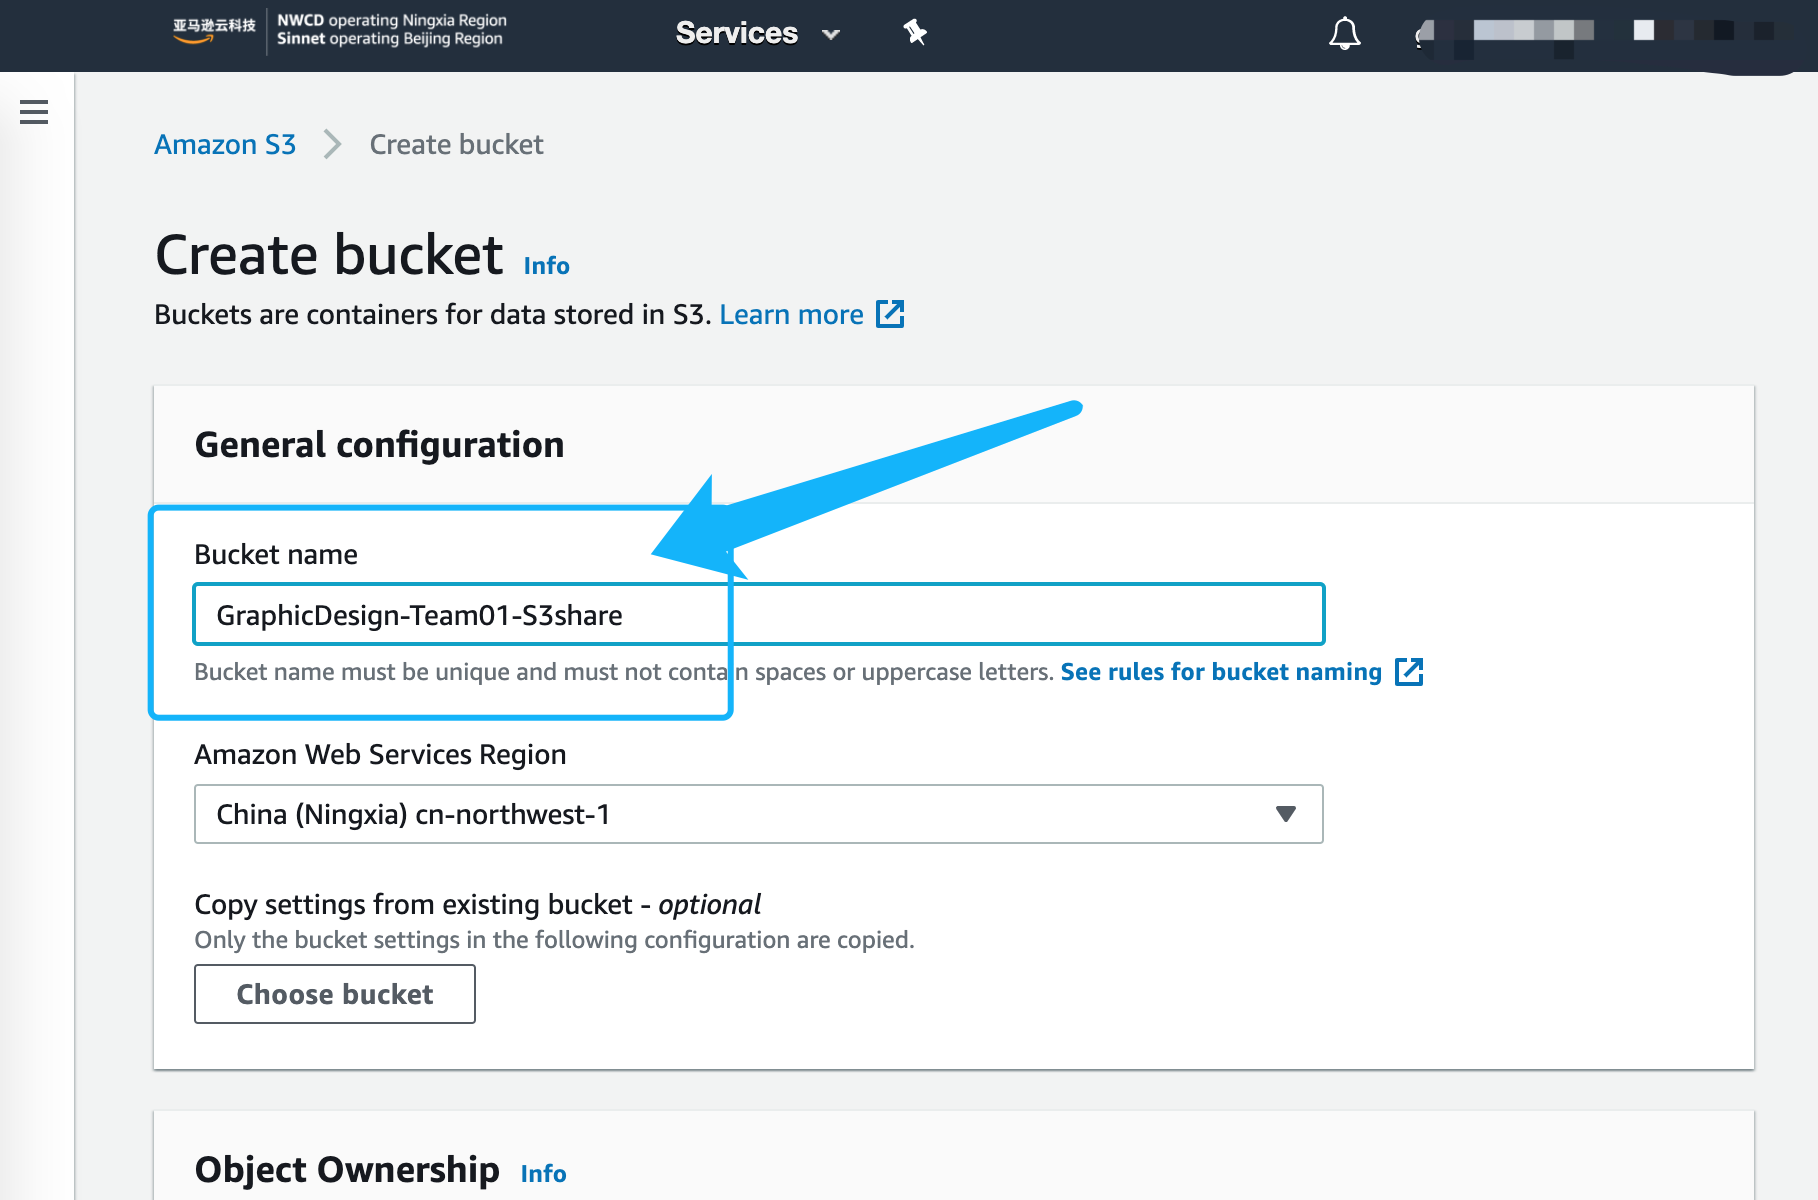 亚马逊云科技
NWCD operating Ningxia Region
Sinnet operating Beijing Region
Services
Amazon S3
Create bucket
Create bucket Info
Buckets are containers for data stored in S3. Learn more
General configuration
Bucket name
GraphicDesign-Team01-S3share
Bucket name must be unique and must not contain spaces or uppercase letters. See rules for bucket naming
Amazon Web Services Region
China (Ningxia) cn-northwest-1
Copy settings from existing bucket - optional
Only the bucket settings in the following configuration are copied.
Choose bucket
Object Ownership Info